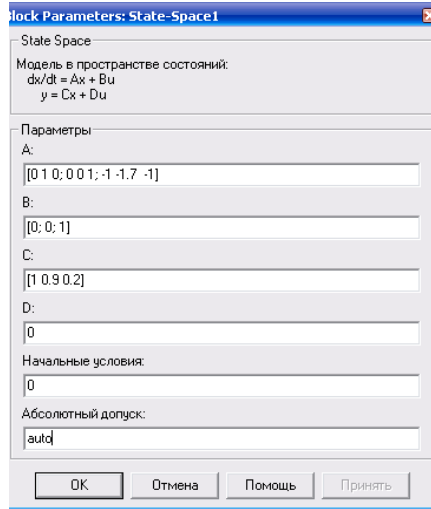 Block Parameters: State-Space1
State Space
Модель в пространстве состояний:
dx/dt = Ax + Bu
y = Cx + Du
Параметры
A:
[0 1 0; 0 0 1; -1 -1.7  -1]
B:
[0; 0; 1]
C:
[1 0.9 0.2]
D:
0
Начальные условия:
0
Абсолютный допуск:
auto
OK Отмена Помощь Принять